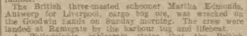 The British three-masted schooner Martha Edmonds,
Antwerp for Liverpool, cargo bog ore, was wrecked on
the Goodwin Sands on Sunday morning. The crew were
landed at Ramsgate by the harbour tug and lifeboat.